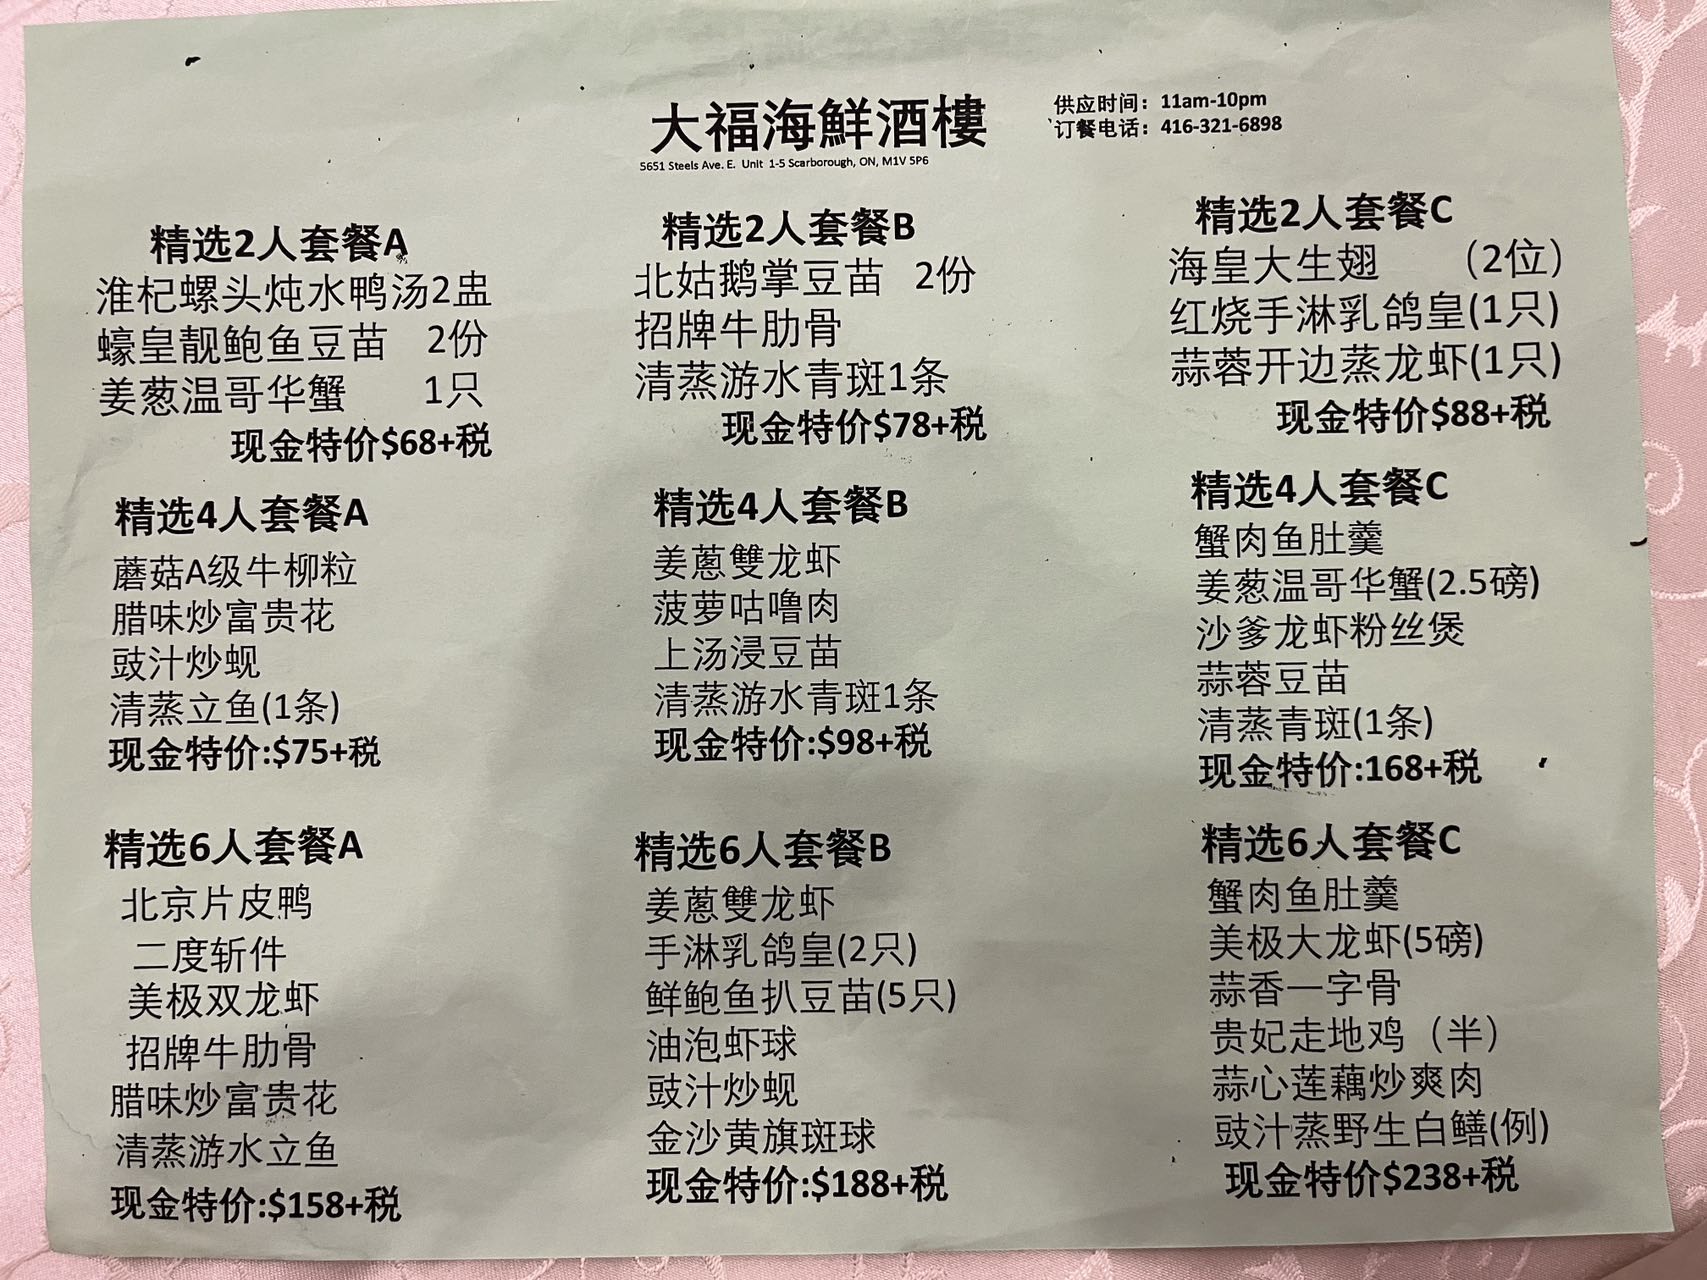 大福海鮮酒樓
5651 Steels Ave. E. Unit 1-5 Scarborough, ON, M1V 5P6
供应时间：11am-10pm
订餐电话：416-321-6898
精选2人套餐A
淮杞螺头炖水鸭汤2盅
蠔皇靓鲍鱼豆苗 2份
姜葱温哥华蟹 1只
现金特价$68+税
精选2人套餐B
北姑鹅掌豆苗 2份
招牌牛肋骨
清蒸游水青斑1条
现金特价$78+税
精选2人套餐C
海皇大生翅 （2位）
红烧手淋乳鸽皇(1只)
蒜蓉开边蒸龙虾(1只)
现金特价$88+税
精选4人套餐A
蘑菇A级牛柳粒
腊味炒富贵花
豉汁炒蚬
清蒸立鱼(1条)
现金特价:$75+税
精选4人套餐B
姜蔥雙龙虾
菠萝咕噜肉
上汤浸豆苗
清蒸游水青斑1条
现金特价:$98+税
精选4人套餐C
蟹肉鱼肚羹
姜葱温哥华蟹(2.5磅)
沙爹龙虾粉丝煲
蒜蓉豆苗
清蒸青斑(1条)
现金特价:168+税
精选6人套餐A
北京片皮鸭
二度斩件
美极双龙虾
招牌牛肋骨
腊味炒富贵花
清蒸游水立鱼
现金特价:$158+税
精选6人套餐B
姜蔥雙龙虾
手淋乳鸽皇(2只)
鲜鲍鱼扒豆苗(5只)
油泡虾球
豉汁炒蚬
金沙黄旗斑球
现金特价:$188+税
精选6人套餐C
蟹肉鱼肚羹
美极大龙虾(5磅)
蒜香一字骨
贵妃走地鸡（半）
蒜心莲藕炒爽肉
豉汁蒸野生白鳝(例)
现金特价$238+税